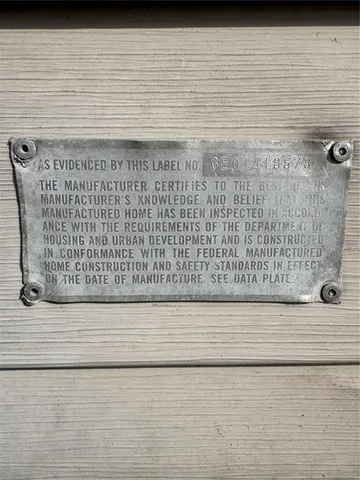 AS EVIDENCED BY THIS LABEL NO.
THE MANUFACTURER CERTIFIES TO THE BEST OF THE
MANUFACTURER'S KNOWLEDGE AND BELIEF THAT THIS
MANUFACTURED HOME HAS BEEN INSPECTED IN ACCORD-
ANCE WITH THE REQUIREMENTS OF THE DEPARTMENT OF
HOUSING AND URBAN DEVELOPMENT AND IS CONSTRUCTED
IN CONFORMANCE WITH THE FEDERAL MANUFACTURED
HOME CONSTRUCTION AND SAFETY STANDARDS IN EFFECT
ON THE DATE OF MANUFACTURE. SEE DATA PLATE.